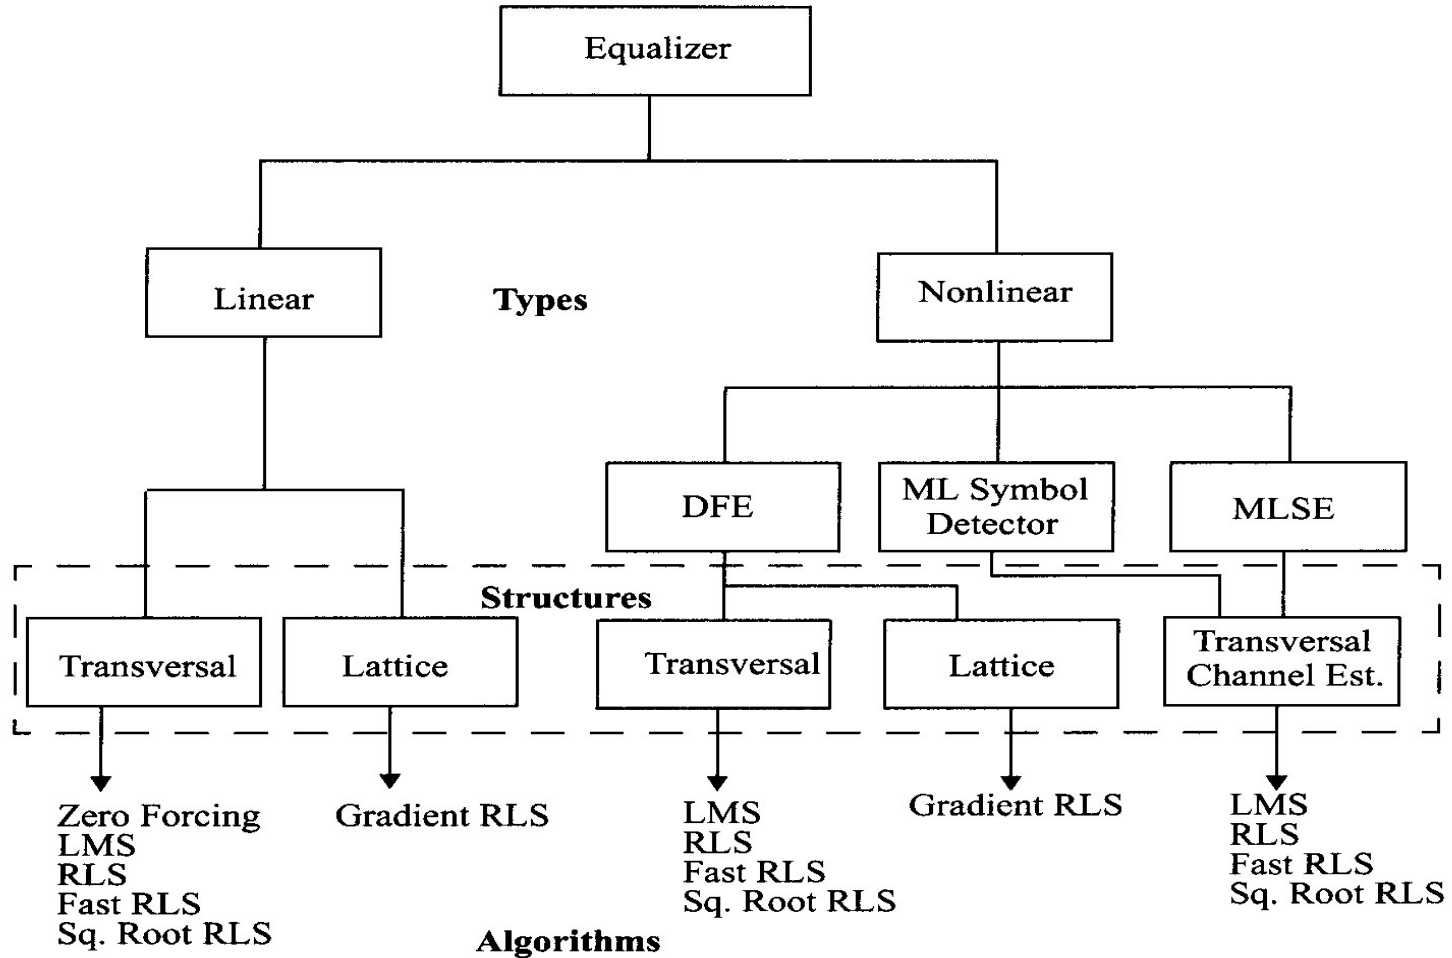 Equalizer
Linear
Types
Nonlinear
DFE
ML Symbol
Detector
MLSE
Structures
Transversal
Lattice
Transversal
Lattice
Transversal
Channel Est.
Zero Forcing
LMS
RLS
Fast RLS
Sq. Root RLS
Gradient RLS
LMS
RLS
Fast RLS
Sq. Root RLS
Gradient RLS
LMS
RLS
Fast RLS
Sq. Root RLS
Algorithms